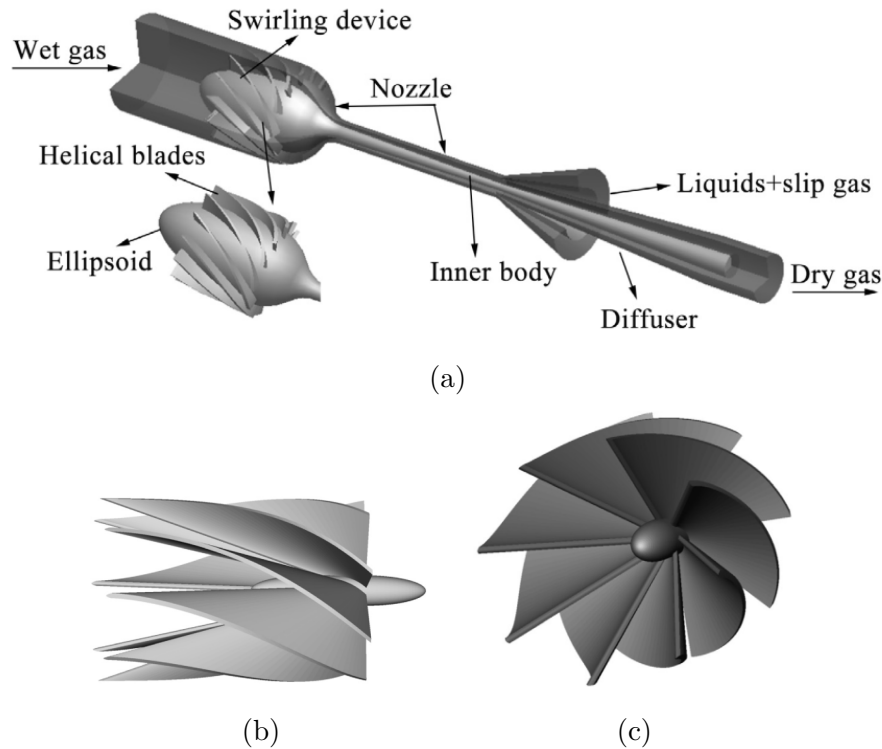 Swirling device
Wet gas
Nozzle
Helical blades
Liquids+slip gas
Ellipsoid
Inner body
Dry gas
Diffuser
(a)
(b)
(c)